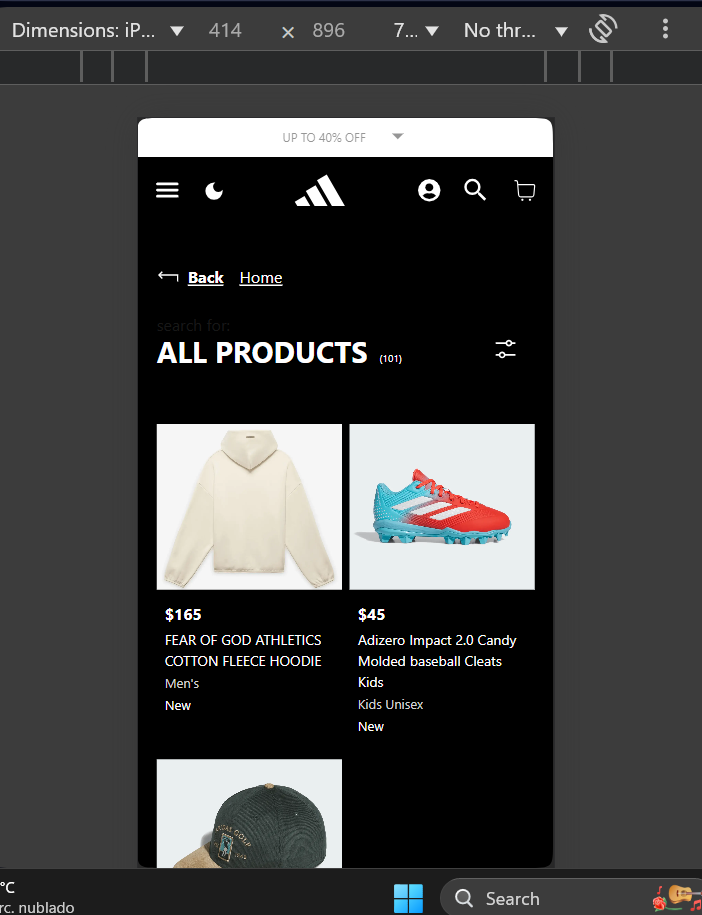 Dimensions: iP... 414 × 896 7... No thr...
UP TO 40% OFF
Back Home
search for:
ALL PRODUCTS (101)
$165
FEAR OF GOD ATHLETICS
COTTON FLEECE HOODIE
Men's
New
$45
Adizero Impact 2.0 Candy
Molded baseball Cleats
Kids
Kids Unisex
New
°C
rc. nublado
Search